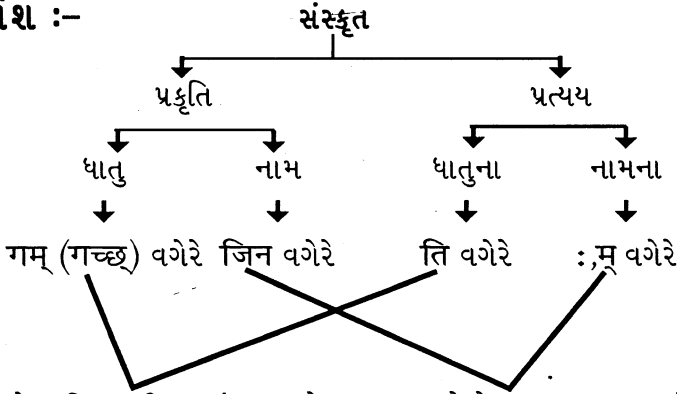 સંસ્કૃત
પ્રકૃતિ પ્રત્યય
ધાતુ નામ ધાતુના નામના
गम् (गच्छ्) વગેરે जिन વગેરે ति વગેરે :,म् વગેરે